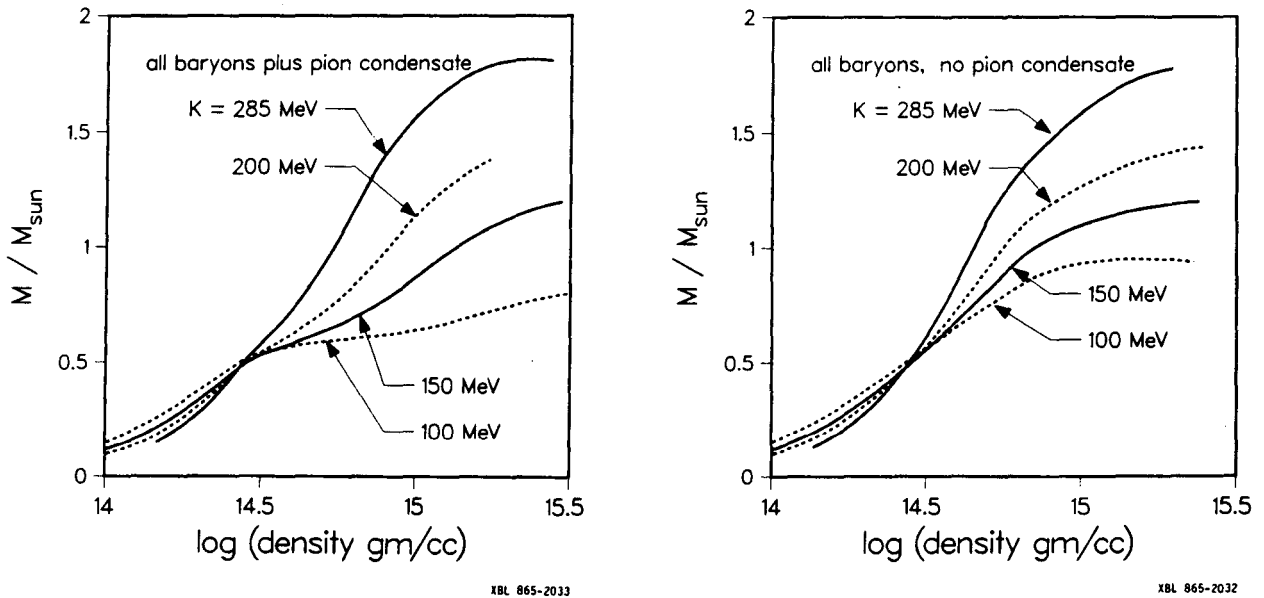 2
all baryons plus pion condensate
K = 285 MeV
1.5
200 MeV
M / M_sun
1
0.5
150 MeV
100 MeV
0
14
14.5
15
15.5
log (density gm/cc)
XBL 865-2033
2
all baryons, no pion condensate
K = 285 MeV
1.5
200 MeV
M / M_sun
1
150 MeV
100 MeV
0.5
0
14
14.5
15
15.5
log (density gm/cc)
XBL 865-2032